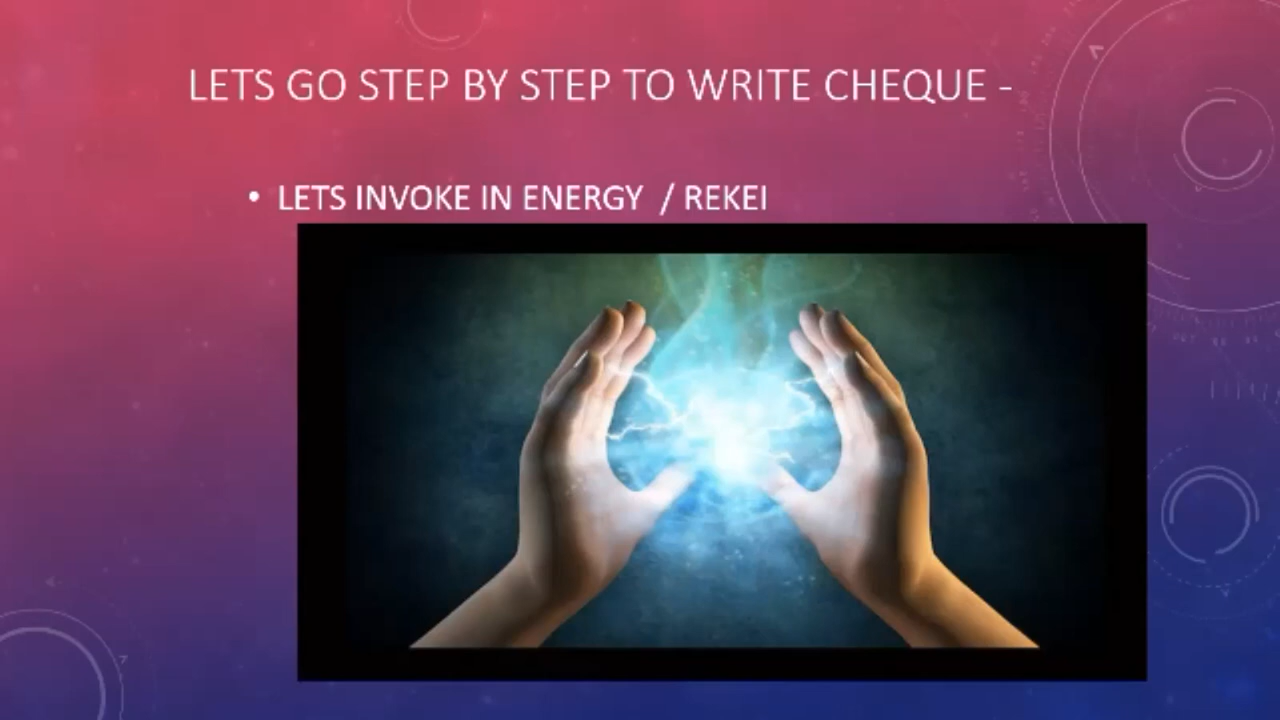 LETS GO STEP BY STEP TO WRITE CHEQUE -
• LETS INVOKE IN ENERGY / REKEI